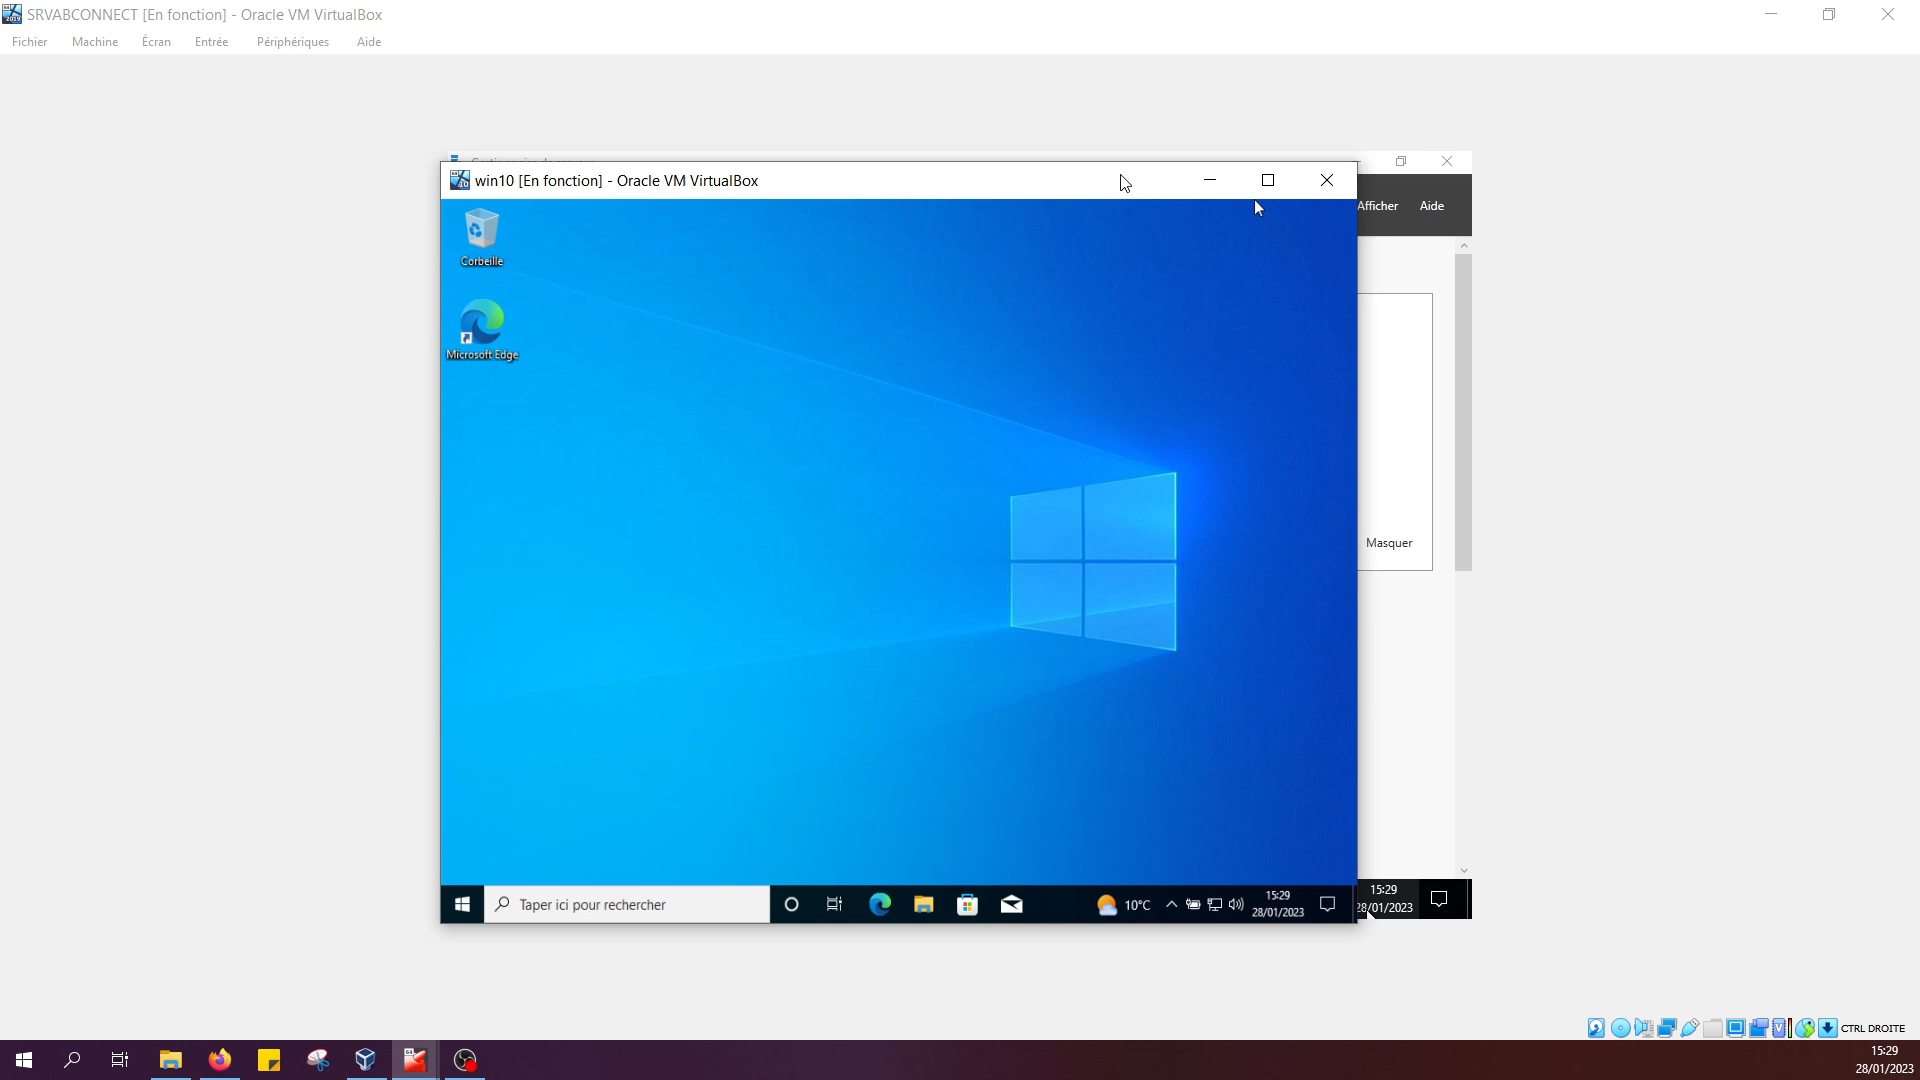 SRVABCONNECT [En fonction] - Oracle VM VirtualBox
Fichier Machine Écran Entrée Périphériques Aide
win10 [En fonction] - Oracle VM VirtualBox
Afficher Aide
Corbeille
Microsoft Edge
Masquer
Taper ici pour rechercher
10°C
15:29
28/01/2023
15:29
28/01/2023
CTRL DROITE
15:29
28/01/2023